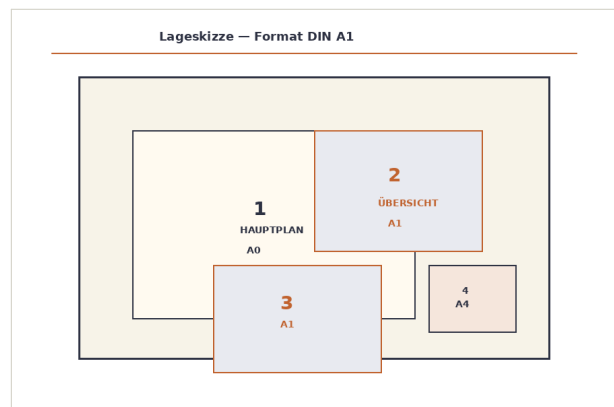 Lageskizze — Format DIN A1
1
HAUPTPLAN
A0
2
ÜBERSICHT
A1
3
A1
4
A4